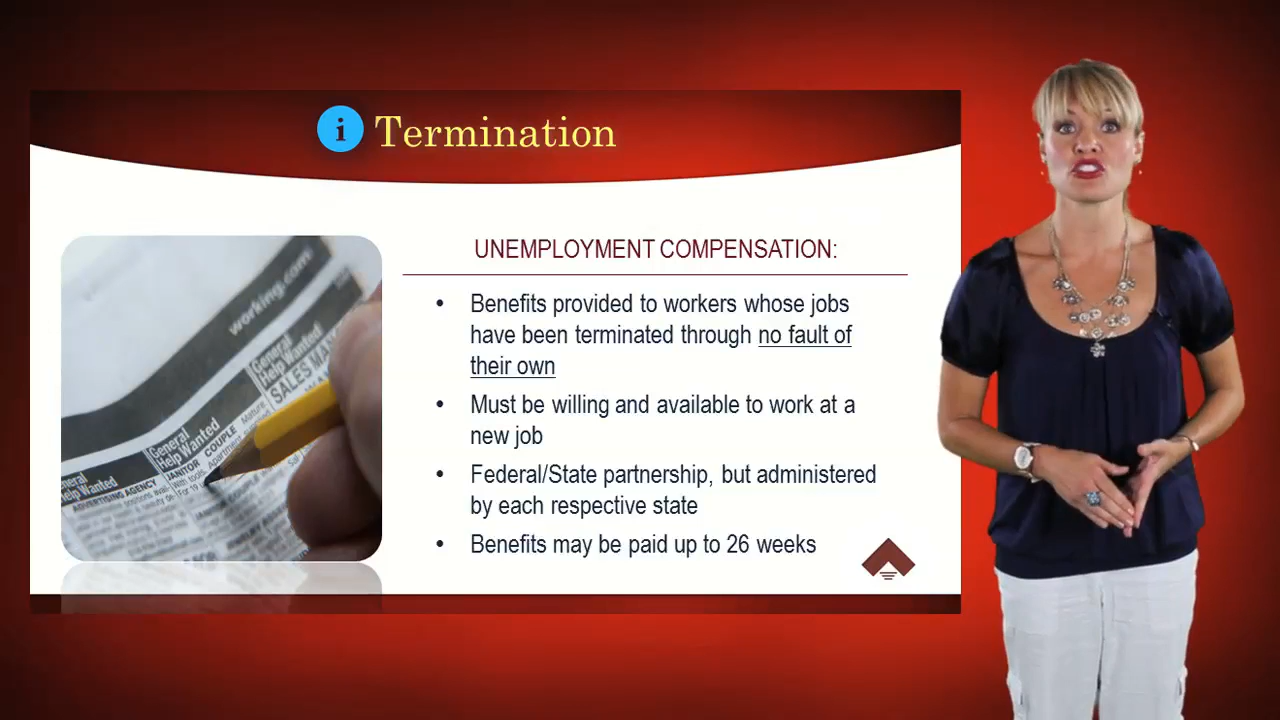 i Termination
UNEMPLOYMENT COMPENSATION:
• Benefits provided to workers whose jobs
have been terminated through no fault of
their own
• Must be willing and available to work at a
new job
• Federal/State partnership, but administered
by each respective state
• Benefits may be paid up to 26 weeks
working.com
General
Help Wanted
SALES MAN
General
Help Wanted
JANITOR COUPLE Mature
Help Wanted
ADVERTISING AGENCY